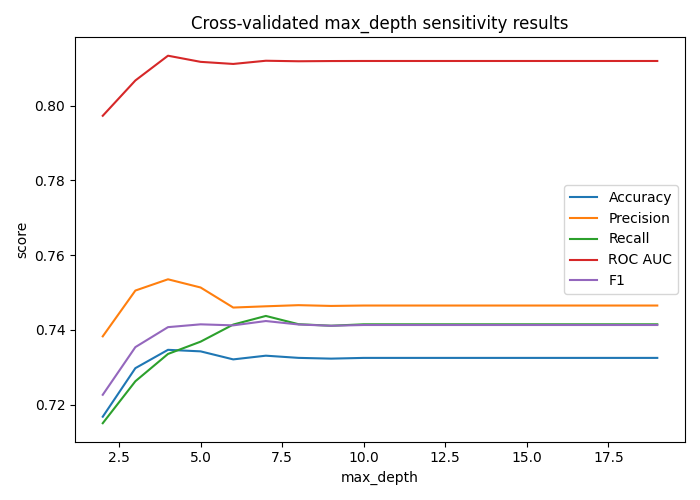 Cross-validated max_depth sensitivity results
score
0.80
0.78
0.76
0.74
0.72
Accuracy
Precision
Recall
ROC AUC
F1
2.5 5.0 7.5 10.0 12.5 15.0 17.5
max_depth